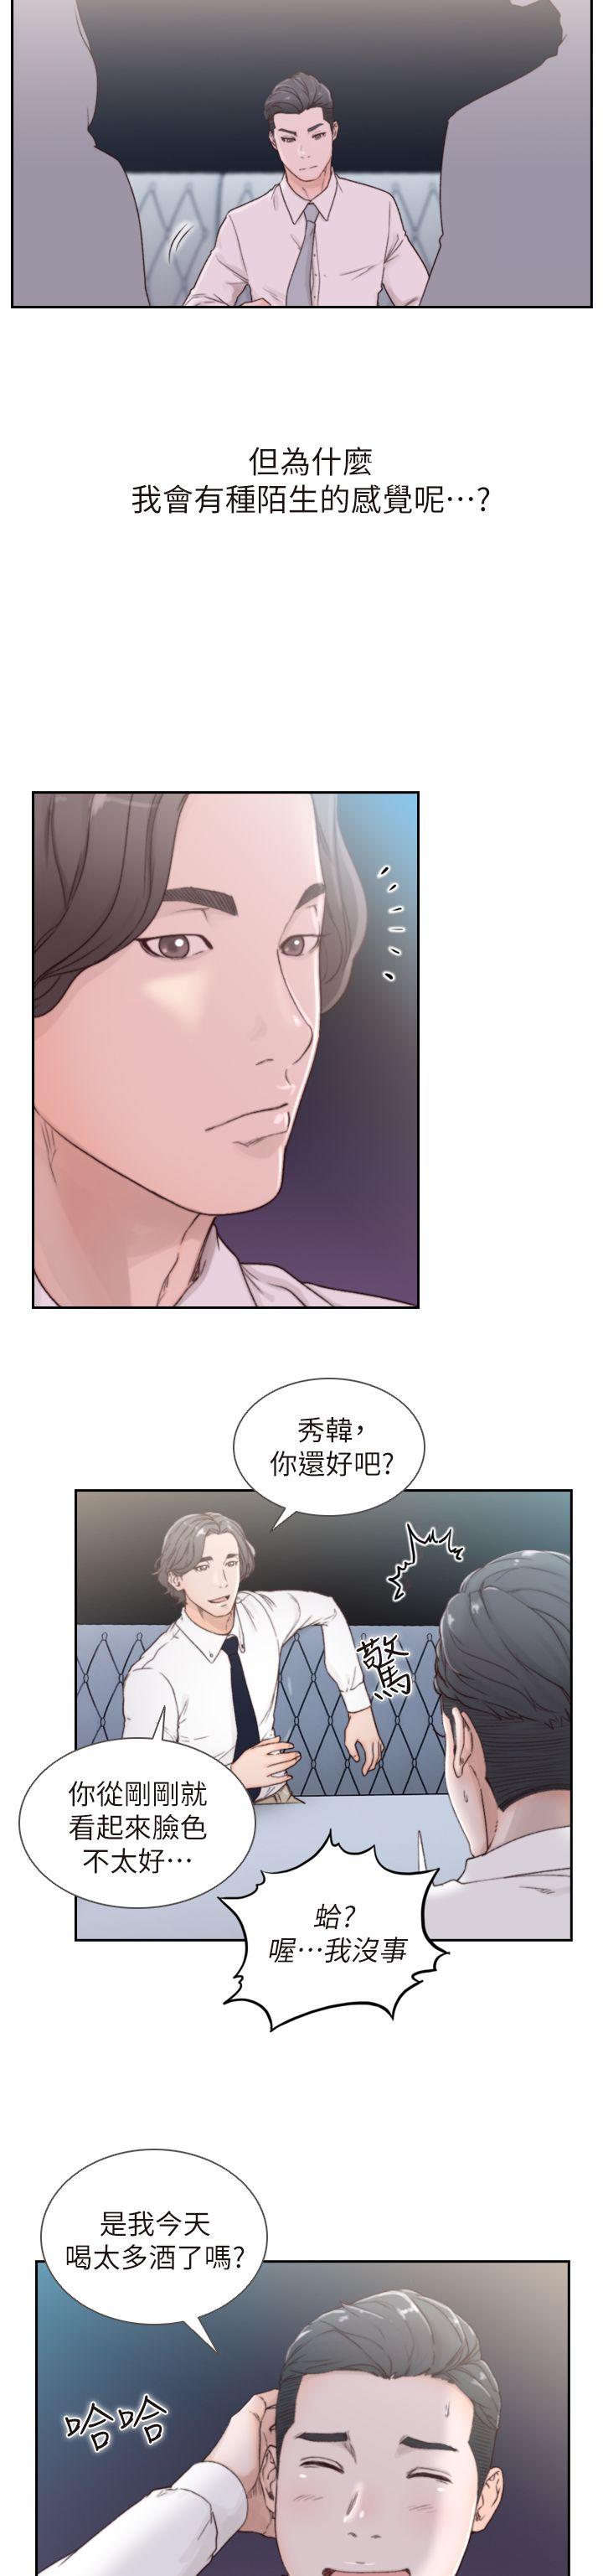 但為什麼
我會有種陌生的感覺呢…?
秀韓，
你還好吧?
驚
你從剛剛就
看起來臉色
不太好…
蛤?
喔…我沒事
是我今天
喝太多酒了嗎?
哈哈